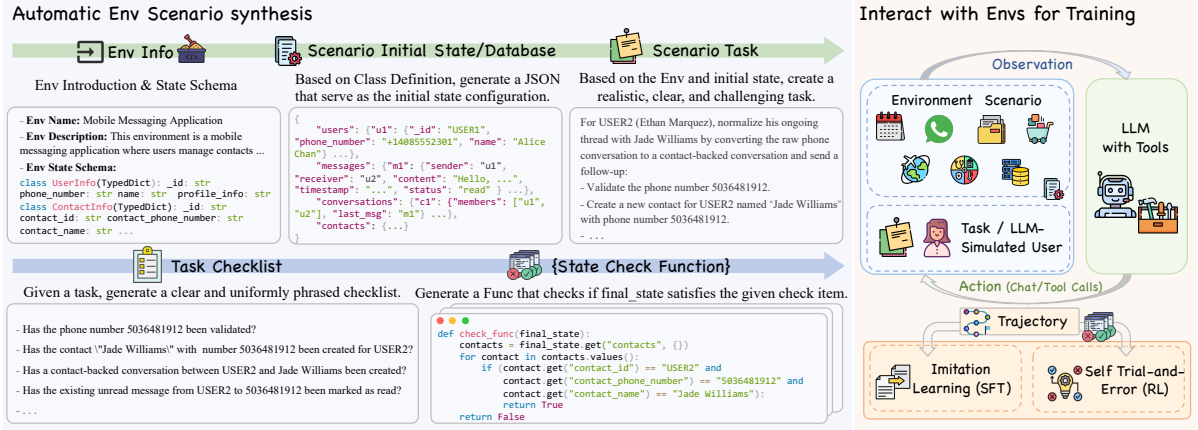 Automatic Env Scenario synthesis
Env Info
Scenario Initial State/Database
Scenario Task
Env Introduction & State Schema
Based on Class Definition, generate a JSON
that serve as the initial state configuration.
Based on the Env and initial state, create a
realistic, clear, and challenging task.
- Env Name: Mobile Messaging Application
- Env Description: This environment is a mobile
messaging application where users manage contacts ...
- Env State Schema:
class UserInfo(TypedDict): _id: str
phone_number: str name: str profile_info: str
class ContactInfo(TypedDict): _id: str
contact_id: str contact_phone_number: str
contact_name: str ...
{
"users": {"u1": {"_id": "USER1",
"phone_number": "+14085552301", "name": "Alice
Chan"} ...},
"messages": {"m1": {"sender": "u1",
"receiver": "u2", "content": "Hello, ...",
"timestamp": "...", "status": "read" } ...},
"conversations": {"c1": {"members": ["u1",
"u2"], "last_msg": "m1"} ...},
"contacts": {...}
}
For USER2 (Ethan Marquez), normalize his ongoing
thread with Jade Williams by converting the raw phone
conversation to a contact-backed conversation and send a
follow-up:
- Validate the phone number 5036481912.
- Create a new contact for USER2 named 'Jade Williams'
with phone number 5036481912.
- ...
Task Checklist
{State Check Function}
Given a task, generate a clear and uniformly phrased checklist.
Generate a Func that checks if final_state satisfies the given check item.
- Has the phone number 5036481912 been validated?
- Has the contact \"Jade Williams\" with number 5036481912 been created for USER2?
- Has a contact-backed conversation between USER2 and Jade Williams been created?
- Has the existing unread message from USER2 to 5036481912 been marked as read?
- ...
def check_func(final_state):
contacts = final_state.get("contacts", {})
for contact in contacts.values():
if (contact.get("contact_id") == "USER2" and
contact.get("contact_phone_number") == "5036481912" and
contact.get("contact_name") == "Jade Williams"):
return True
return False
Interact with Envs for Training
Observation
Environment Scenario
LLM
with Tools
Task / LLM-
Simulated User
Action (Chat/Tool Calls)
Trajectory
Imitation
Learning (SFT)
Self Trial-and-
Error (RL)